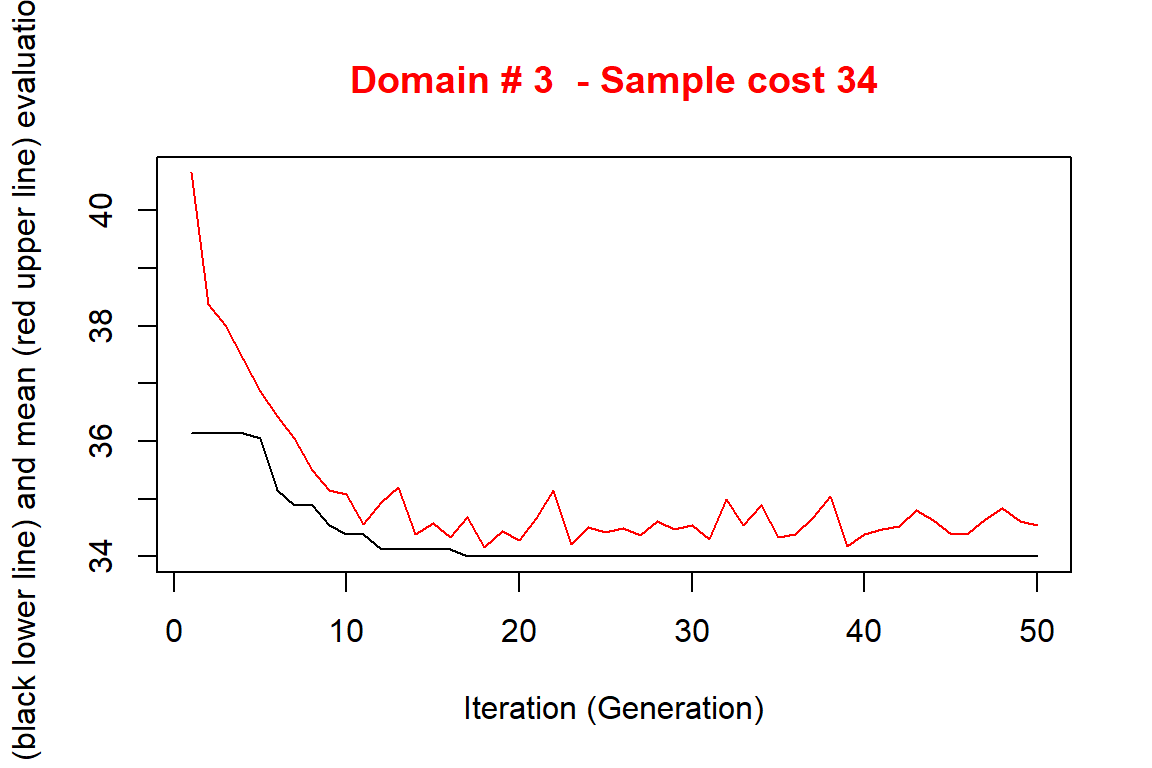 Domain # 3  - Sample cost 34
(black lower line) and mean (red upper line) evaluatio
40
38
36
34
0 10 20 30 40 50
Iteration (Generation)